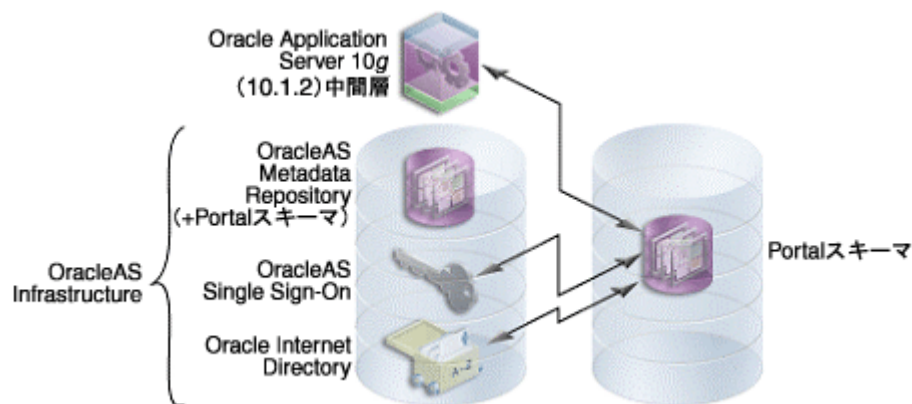 Oracle Application
Server 10g
(10.1.2)中間層
OracleAS
Metadata
Repository
(+Portalスキーマ)
OracleAS
Infrastructure
OracleAS
Single Sign-On
Oracle Internet
Directory
A-Z
Portalスキーマ